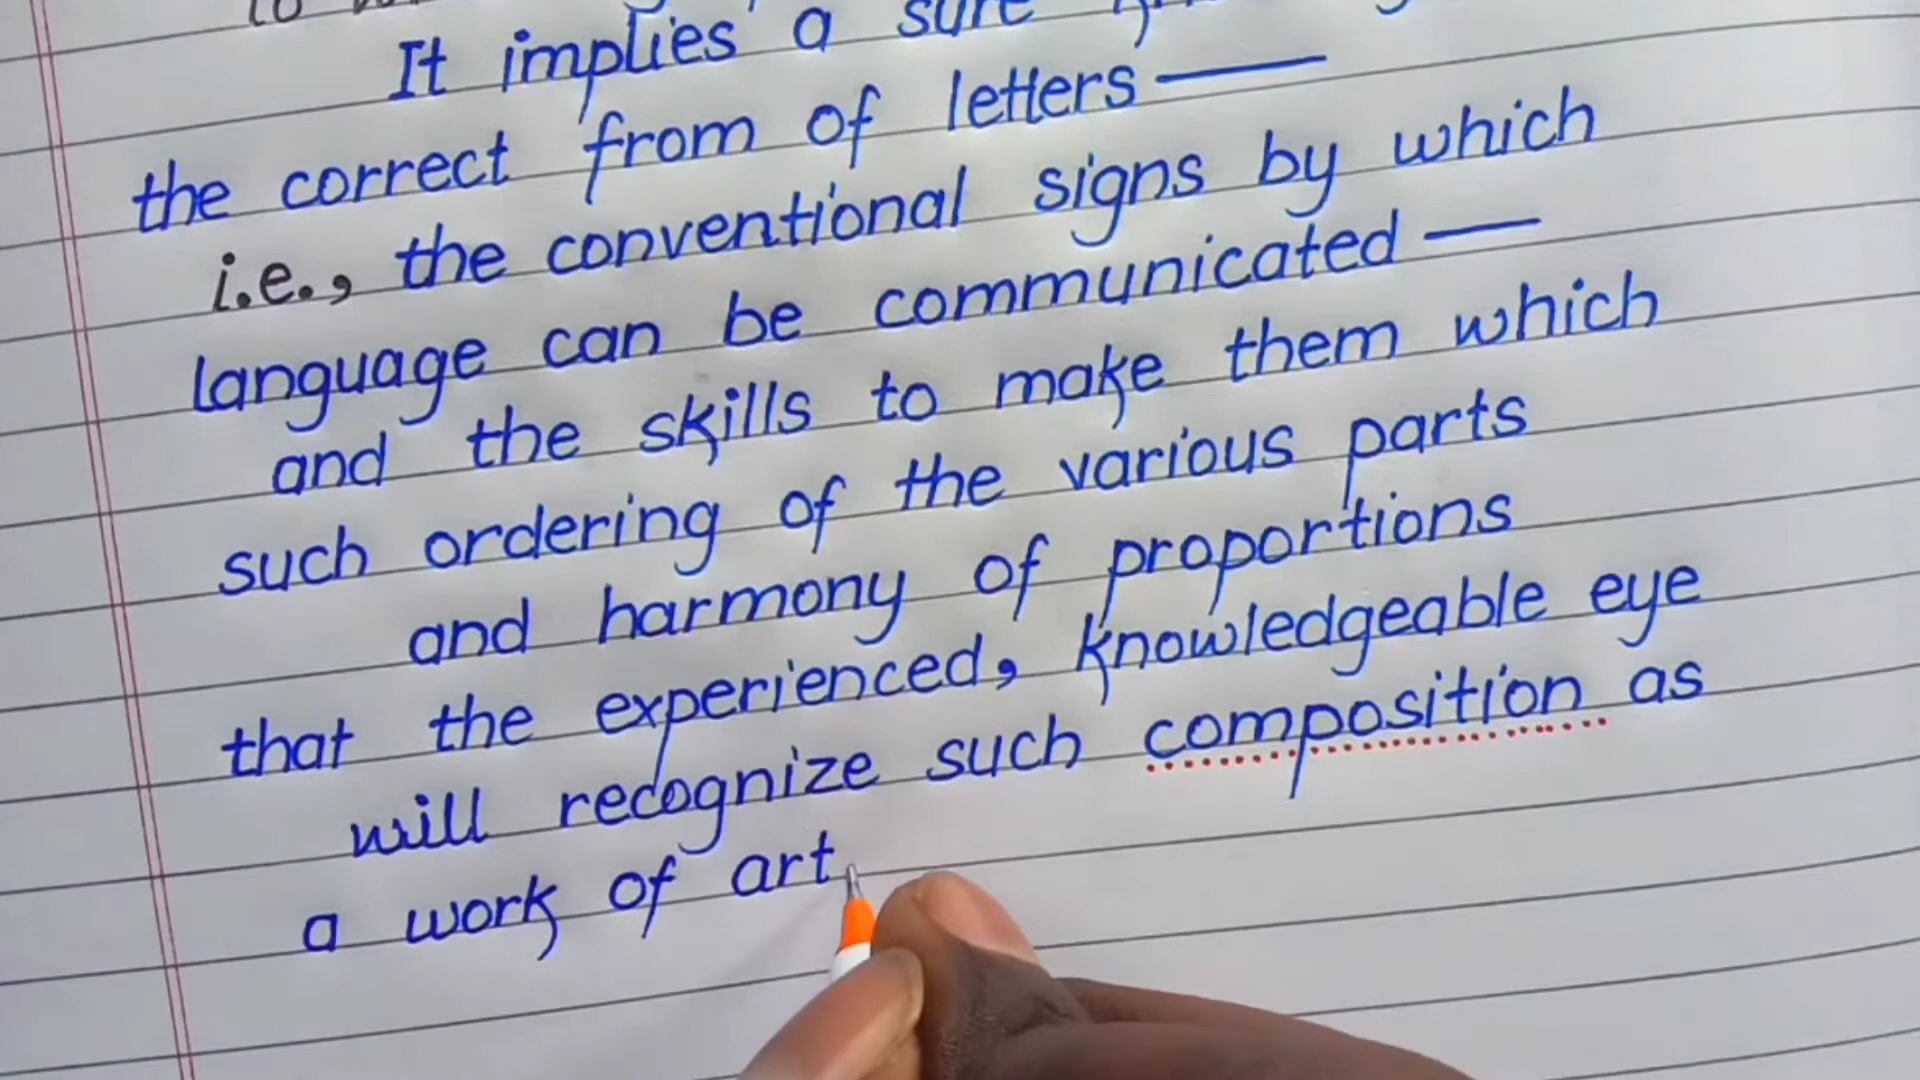 to
It implies a sure
the correct from of letters —
i.e., the conventional signs by which
language can be communicated —
and the skills to make them which
such ordering of the various parts
and harmony of proportions
that the experienced, knowledgeable eye
will recognize such composition as
a work of art